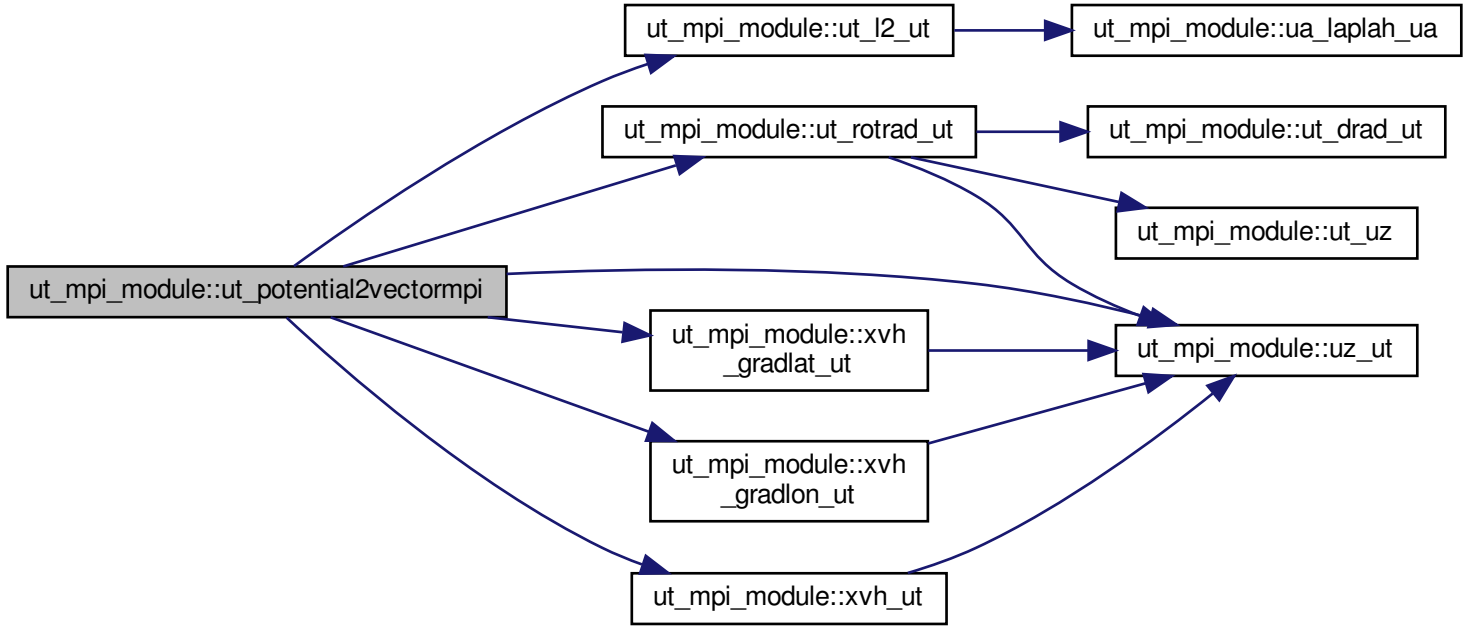 ut_mpi_module::ut_l2_ut
ut_mpi_module::ua_laplah_ua
ut_mpi_module::ut_rotrad_ut
ut_mpi_module::ut_drad_ut
ut_mpi_module::ut_uz
ut_mpi_module::ut_potential2vectormpi
ut_mpi_module::xvh
_gradlat_ut
ut_mpi_module::uz_ut
ut_mpi_module::xvh
_gradlon_ut
ut_mpi_module::xvh_ut